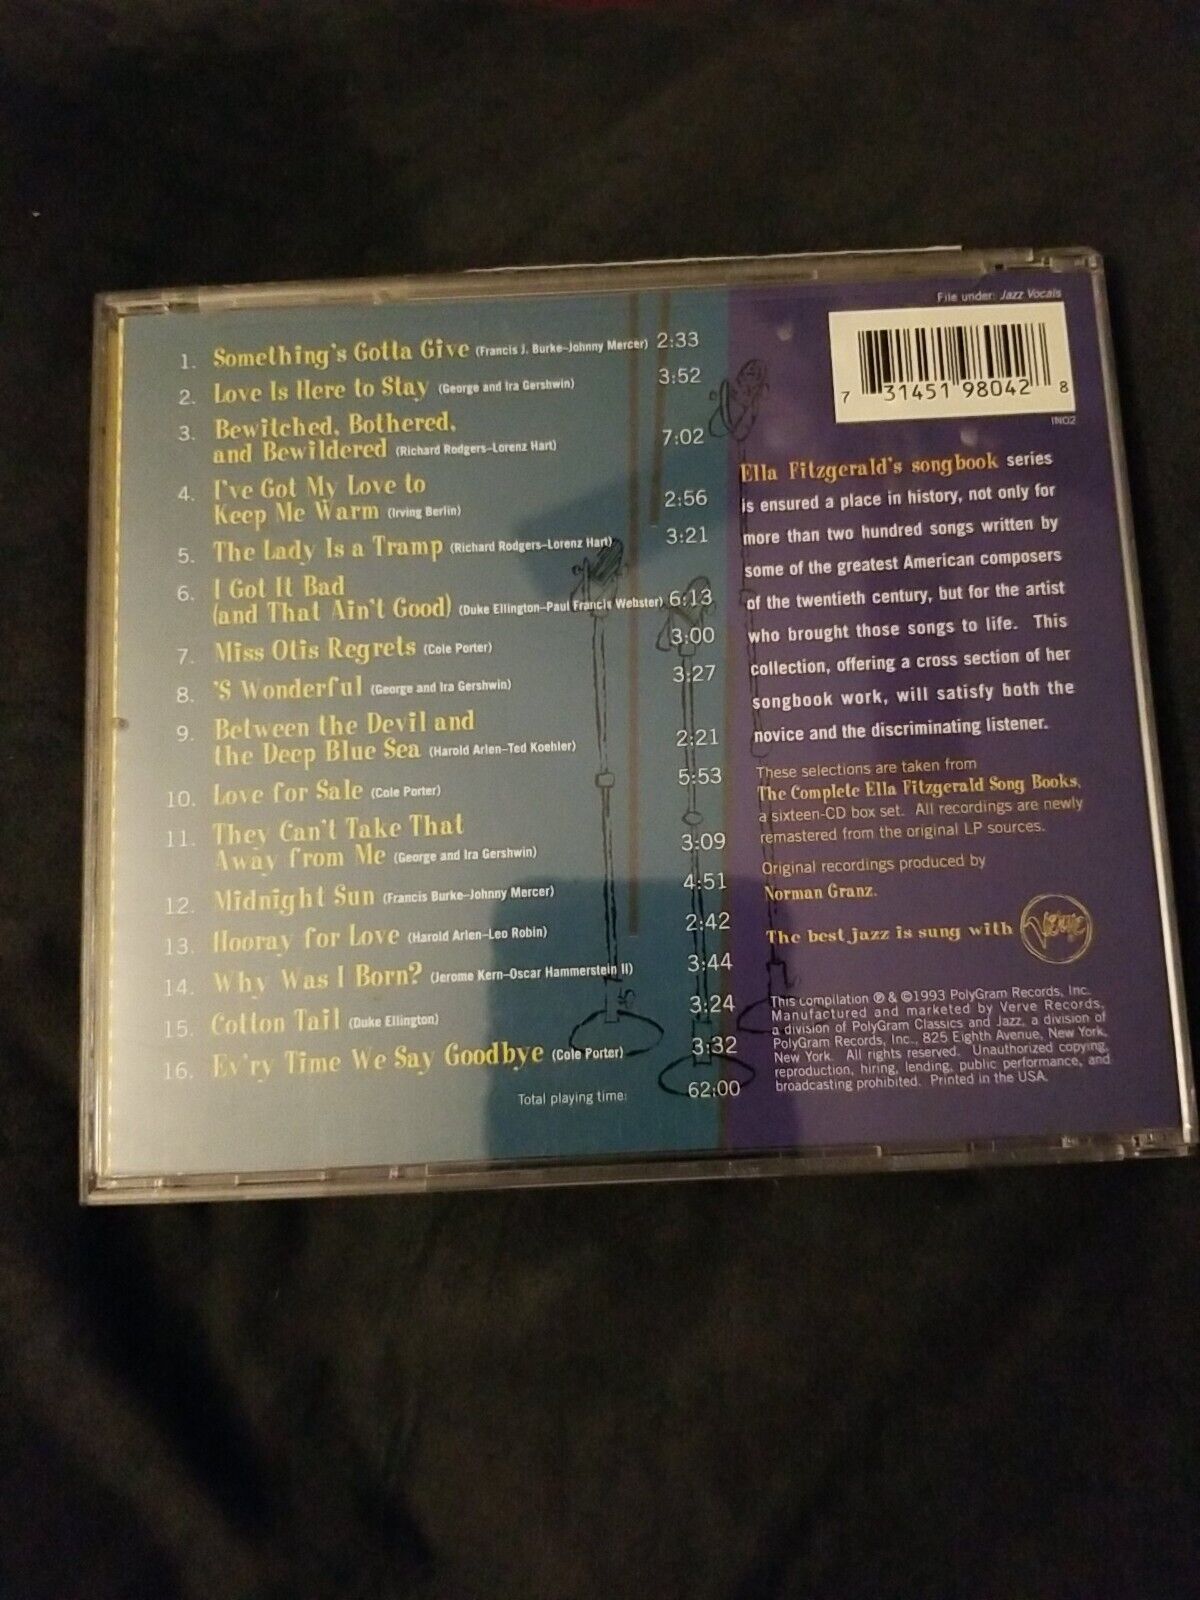 File under: Jazz Vocals
1. Something's Gotta Give (Francis J. Burke–Johnny Mercer) 2:33
2. Love Is Here to Stay (George and Ira Gershwin) 3:52
3. Bewitched, Bothered,
and Bewildered (Richard Rodgers–Lorenz Hart) 7:02
4. I've Got My Love to
Keep Me Warm (Irving Berlin) 2:56
5. The Lady Is a Tramp (Richard Rodgers–Lorenz Hart) 3:21
6. I Got It Bad
(and That Ain't Good) (Duke Ellington–Paul Francis Webster) 6:13
7. Miss Otis Regrets (Cole Porter) 3:00
8. 'S Wonderful (George and Ira Gershwin) 3:27
9. Between the Devil and
the Deep Blue Sea (Harold Arlen–Ted Koehler) 2:21
10. Love for Sale (Cole Porter) 5:53
11. They Can't Take That
Away from Me (George and Ira Gershwin) 3:09
12. Midnight Sun (Francis Burke–Johnny Mercer) 4:51
13. Hooray for Love (Harold Arlen–Leo Robin) 2:42
14. Why Was I Born? (Jerome Kern–Oscar Hammerstein II) 3:44
15. Cotton Tail (Duke Ellington) 3:24
16. Ev'ry Time We Say Goodbye (Cole Porter) 3:32
Total playing time: 62:00
7 31451 98042 8
IN02
Ella Fitzgerald's songbook series
is ensured a place in history, not only for
more than two hundred songs written by
some of the greatest American composers
of the twentieth century, but for the artist
who brought those songs to life. This
collection, offering a cross section of her
songbook work, will satisfy both the
novice and the discriminating listener.
These selections are taken from
The Complete Ella Fitzgerald Song Books,
a sixteen-CD box set. All recordings are newly
remastered from the original LP sources.
Original recordings produced by
Norman Granz.
The best jazz is sung with Verve
This compilation ℗ & ©1993 PolyGram Records, Inc.
Manufactured and marketed by Verve Records,
a division of PolyGram Classics and Jazz, a division of
PolyGram Records, Inc., 825 Eighth Avenue, New York,
New York. All rights reserved. Unauthorized copying,
reproduction, hiring, lending, public performance, and
broadcasting prohibited. Printed in the USA.